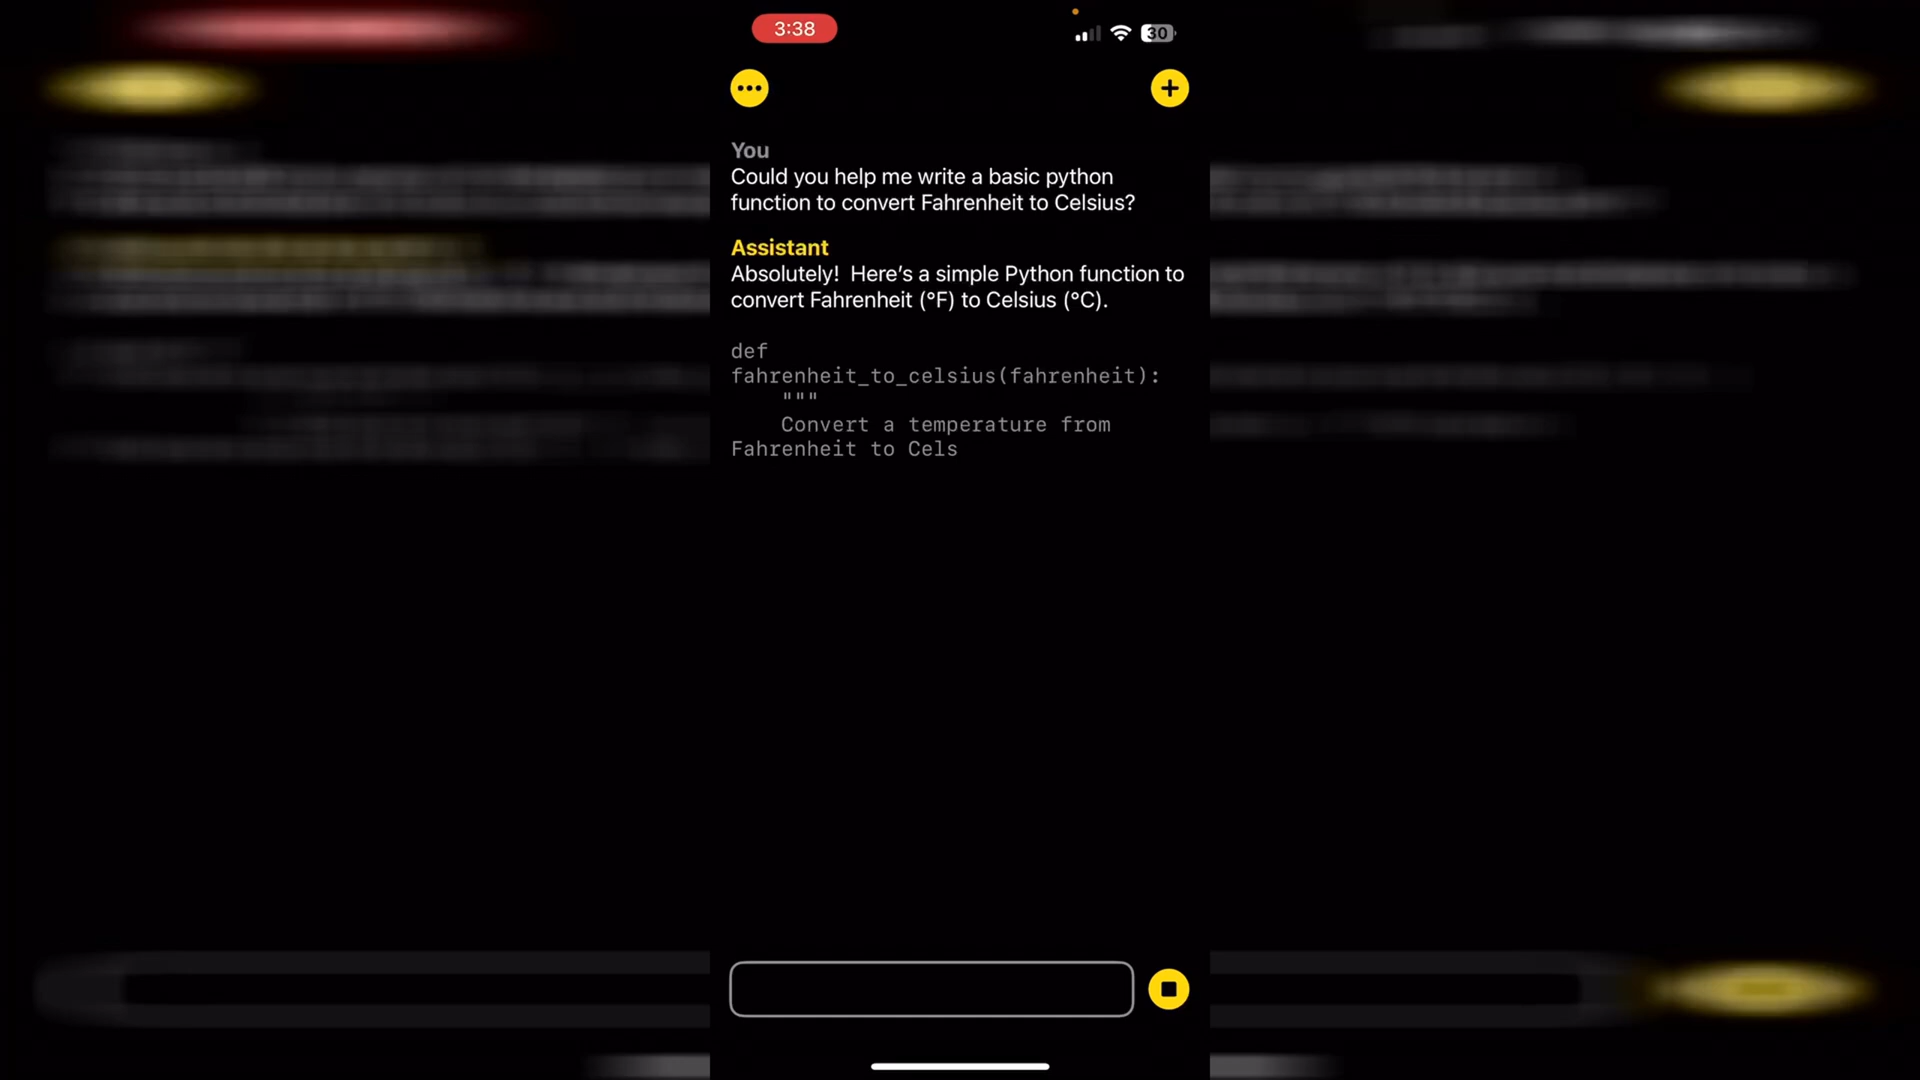 3:38
30
You
Could you help me write a basic python
function to convert Fahrenheit to Celsius?
Assistant
Absolutely!  Here’s a simple Python function to
convert Fahrenheit (°F) to Celsius (°C).
def
fahrenheit_to_celsius(fahrenheit):
    """
    Convert a temperature from
Fahrenheit to Cels